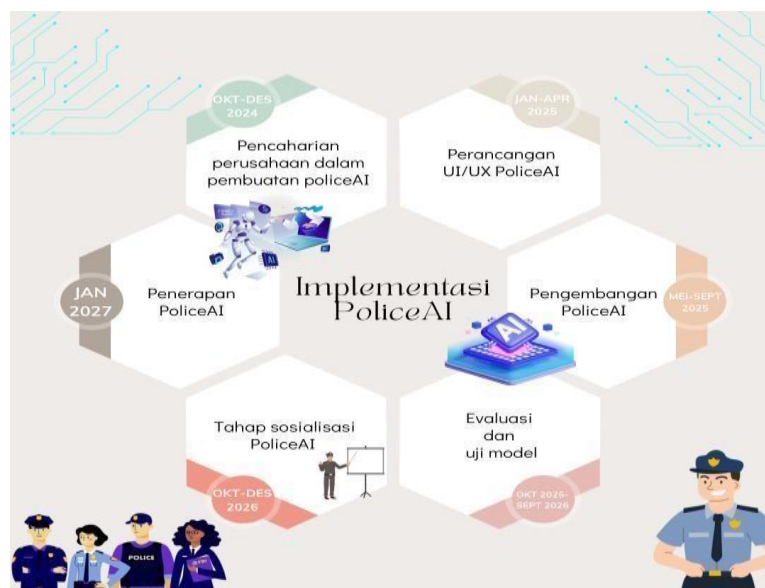 OKT-DES
2024
Pencaharian
perusahaan dalam
pembuatan policeAI
JAN-APR
2025
Perancangan
UI/UX PoliceAI
JAN
2027
Penerapan
PoliceAI
Implementasi
PoliceAI
Pengembangan
PoliceAI
MEI-SEPT
2025
AI
AI
Tahap sosialisasi
PoliceAI
OKT-DES
2026
Evaluasi
dan
uji model
OKT 2025-
SEPT 2026
POLICE